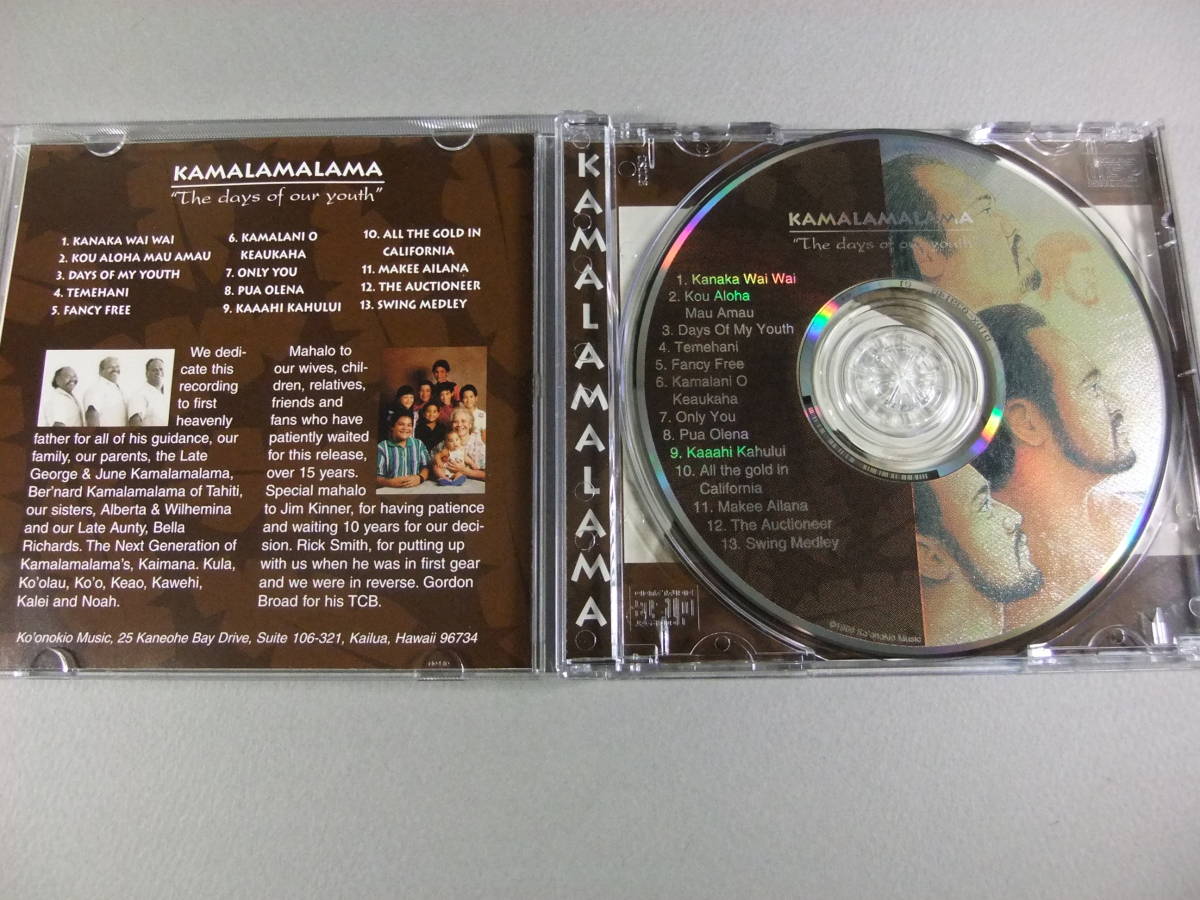 KAMALAMALAMA
"The days of our youth"
1. KANAKA WAI WAI
2. KOU ALOHA MAU AMAU
3. DAYS OF MY YOUTH
4. TEMEHANI
5. FANCY FREE
6. KAMALANI O
KEAUKAHA
7. ONLY YOU
8. PUA OLENA
9. KAAAHI KAHULUI
10. ALL THE GOLD IN
CALIFORNIA
11. MAKEE AILANA
12. THE AUCTIONEER
13. SWING MEDLEY
We dedi-
cate this
recording
to first
heavenly
father for all of his guidance, our
family, our parents, the Late
George & June Kamalamalama,
Ber'nard Kamalamalama of Tahiti,
our sisters, Alberta & Wilhemina
and our Late Aunty, Bella
Richards. The Next Generation of
Kamalamalama's, Kaimana. Kula,
Ko'olau, Ko'o, Keao, Kawehi,
Kalei and Noah.
Mahalo to
our wives, chil-
dren, relatives,
friends and
fans who have
patiently waited
for this release,
over 15 years.
Special mahalo
to Jim Kinner, for having patience
and waiting 10 years for our deci-
sion. Rick Smith, for putting up
with us when he was in first gear
and we were in reverse. Gordon
Broad for his TCB.
Ko'onokio Music, 25 Kaneohe Bay Drive, Suite 106-321, Kailua, Hawaii 96734
KAMALAMALAMA
KAMALAMALAMA
"The days of our youth"
1. Kanaka Wai Wai
2. Kou Aloha
Mau Amau
3. Days Of My Youth
4. Temehani
5. Fancy Free
6. Kamalani O
Keaukaha
7. Only You
8. Pua Olena
9. Kaaahi Kahului
10. All the gold in
California
11. Makee Ailana
12. The Auctioneer
13. Swing Medley
Ko'onokio Music